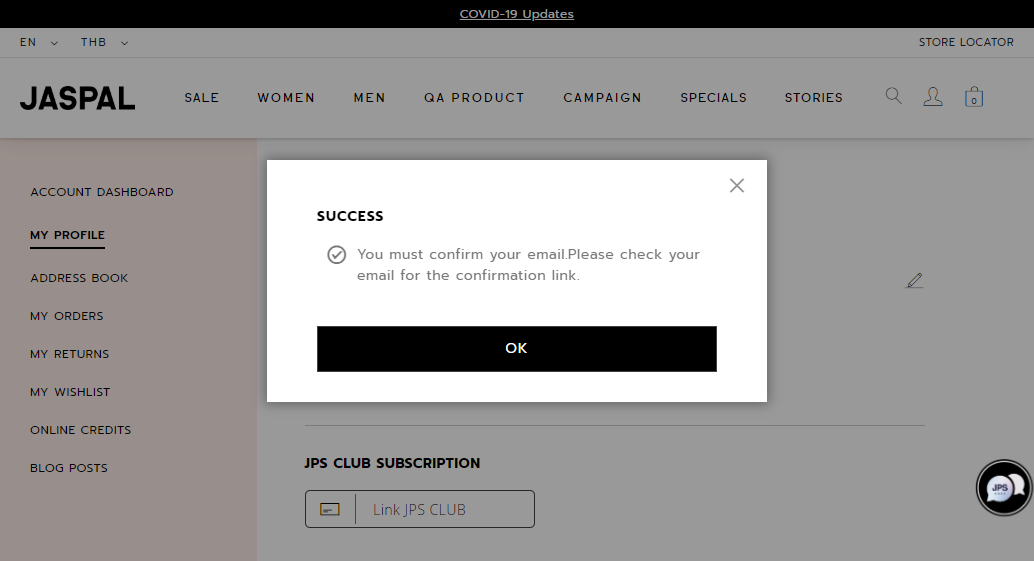 COVID-19 Updates
EN THB STORE LOCATOR
JASPAL SALE WOMEN MEN QA PRODUCT CAMPAIGN SPECIALS STORIES 0
ACCOUNT DASHBOARD
MY PROFILE
ADDRESS BOOK
MY ORDERS
MY RETURNS
MY WISHLIST
ONLINE CREDITS
BLOG POSTS
SUCCESS
You must confirm your email.Please check your
email for the confirmation link.
OK
JPS CLUB SUBSCRIPTION
Link JPS CLUB
JPS